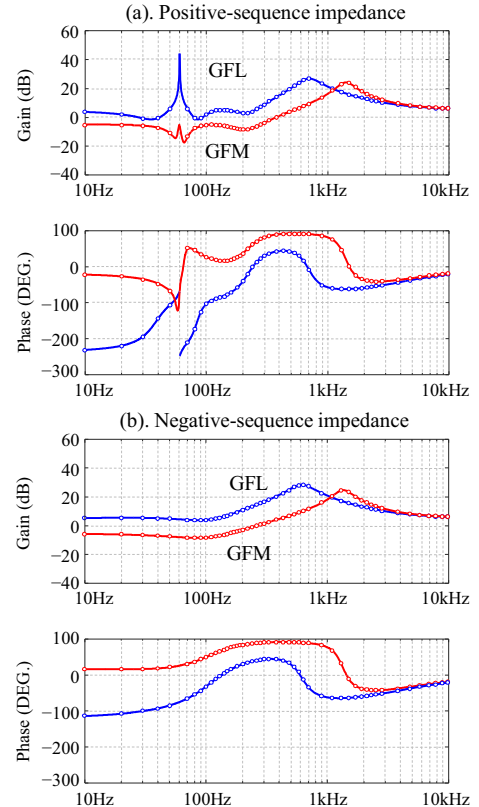 (a). Positive-sequence impedance
60
40
20
0
−20
−40
−60
Gain (dB)
GFL
GFM
10Hz 100Hz 1kHz 10kHz
100
0
−100
−200
−300
Phase (DEG.)
10Hz 100Hz 1kHz 10kHz
(b). Negative-sequence impedance
60
40
20
0
−20
−40
Gain (dB)
GFL
GFM
10Hz 100Hz 1kHz 10kHz
100
0
−100
−200
−300
Phase (DEG.)
10Hz 100Hz 1kHz 10kHz